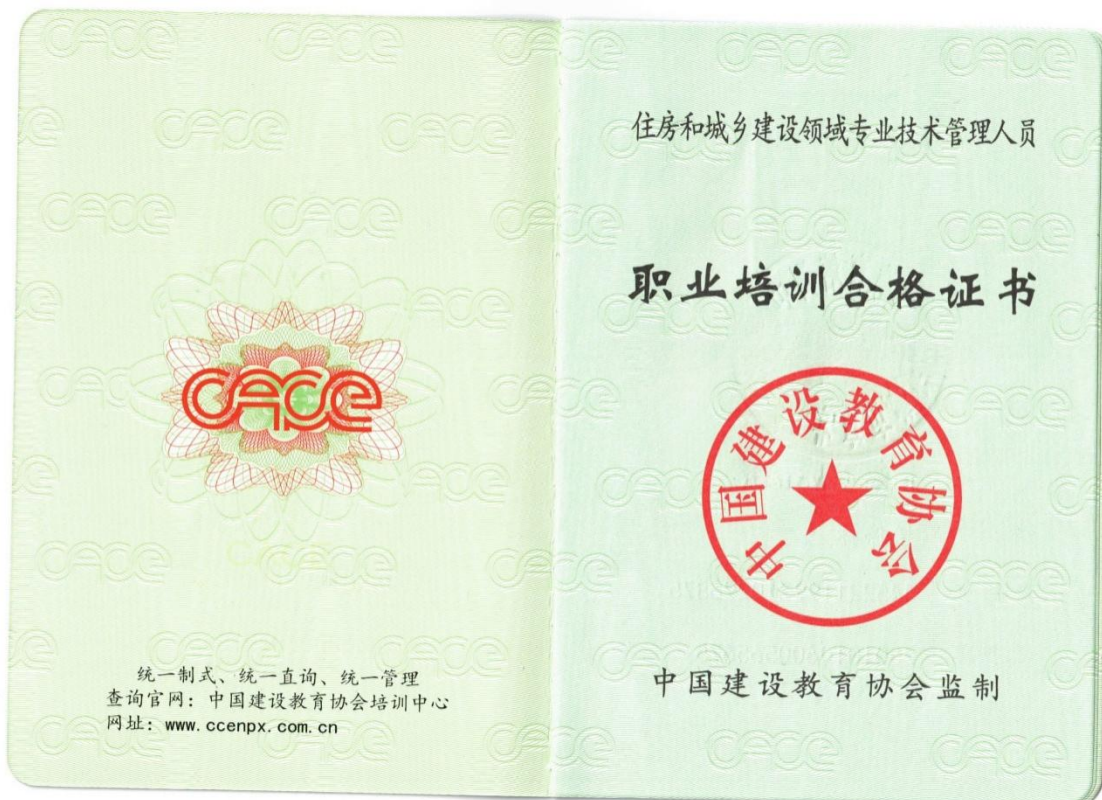 CACE
统一制式、统一直询、统一管理
查询官网：中国建设教育协会培训中心
网址：www.ccenpx.com.cn
住房和城乡建设领域专业技术管理人员
职业培训合格证书
中国建设教育协会
中国建设教育协会监制